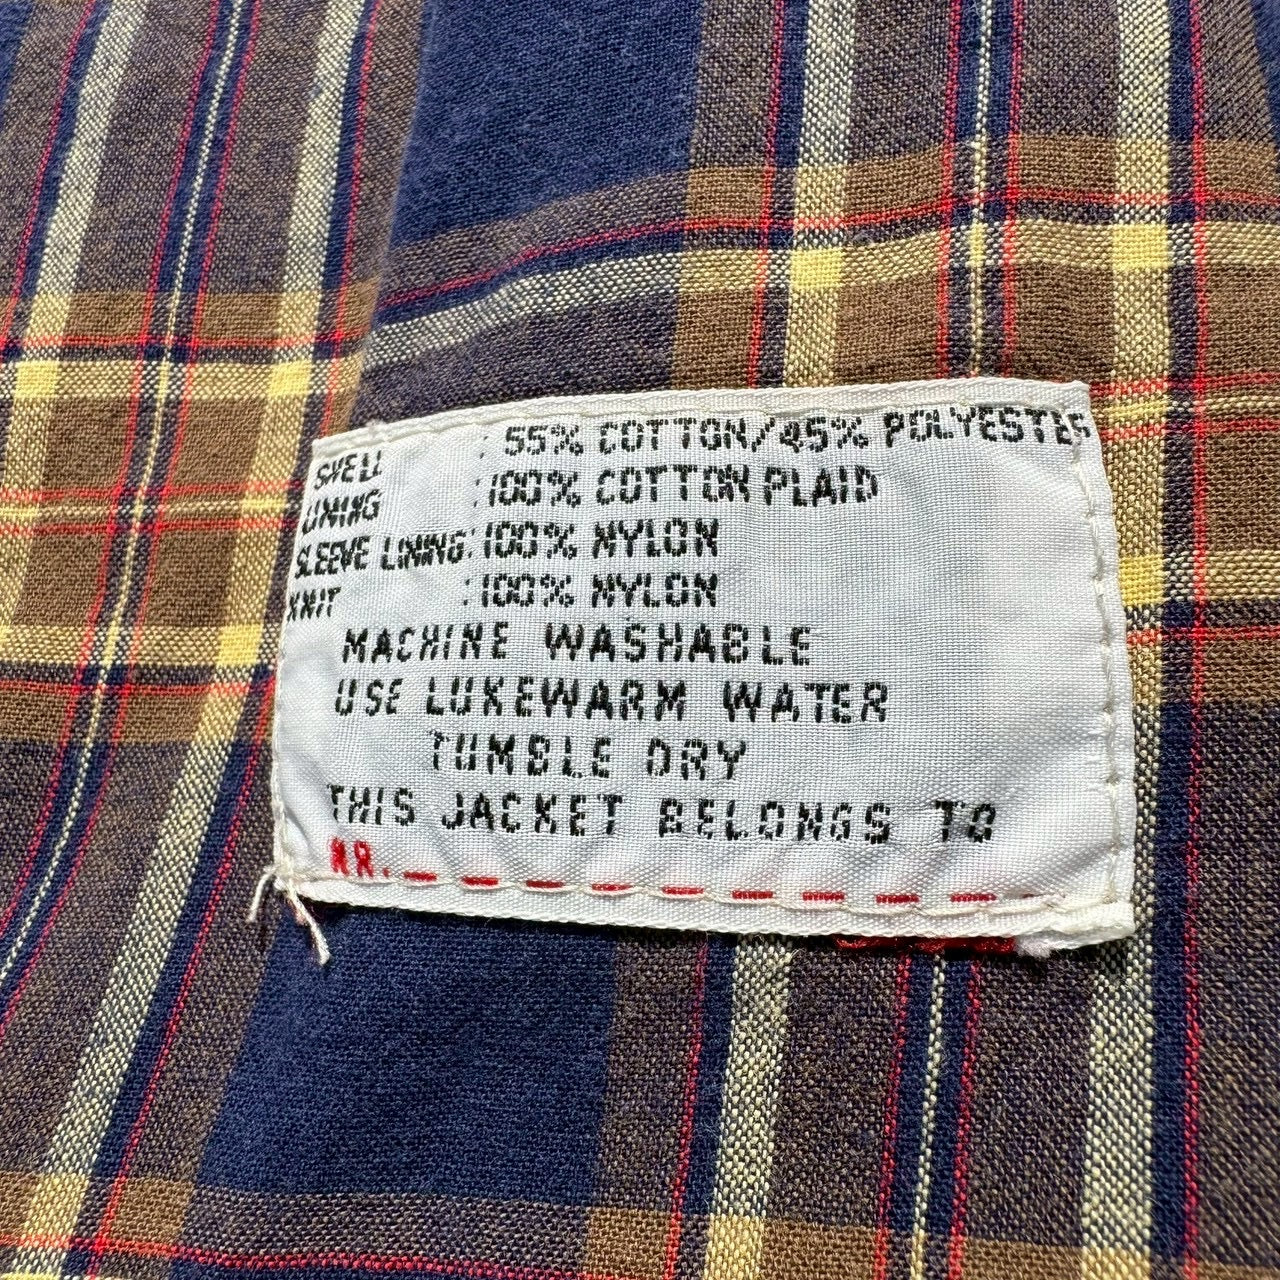 SHELL : 55% COTTON/45% POLYESTER
LINING : 100% COTTON PLAID
SLEEVE LINING : 100% NYLON
KNIT : 100% NYLON
MACHINE WASHABLE
USE LUKEWARM WATER
TUMBLE DRY
THIS JACKET BELONGS TO
MR. _ _ _ _ _ _ _ _ _